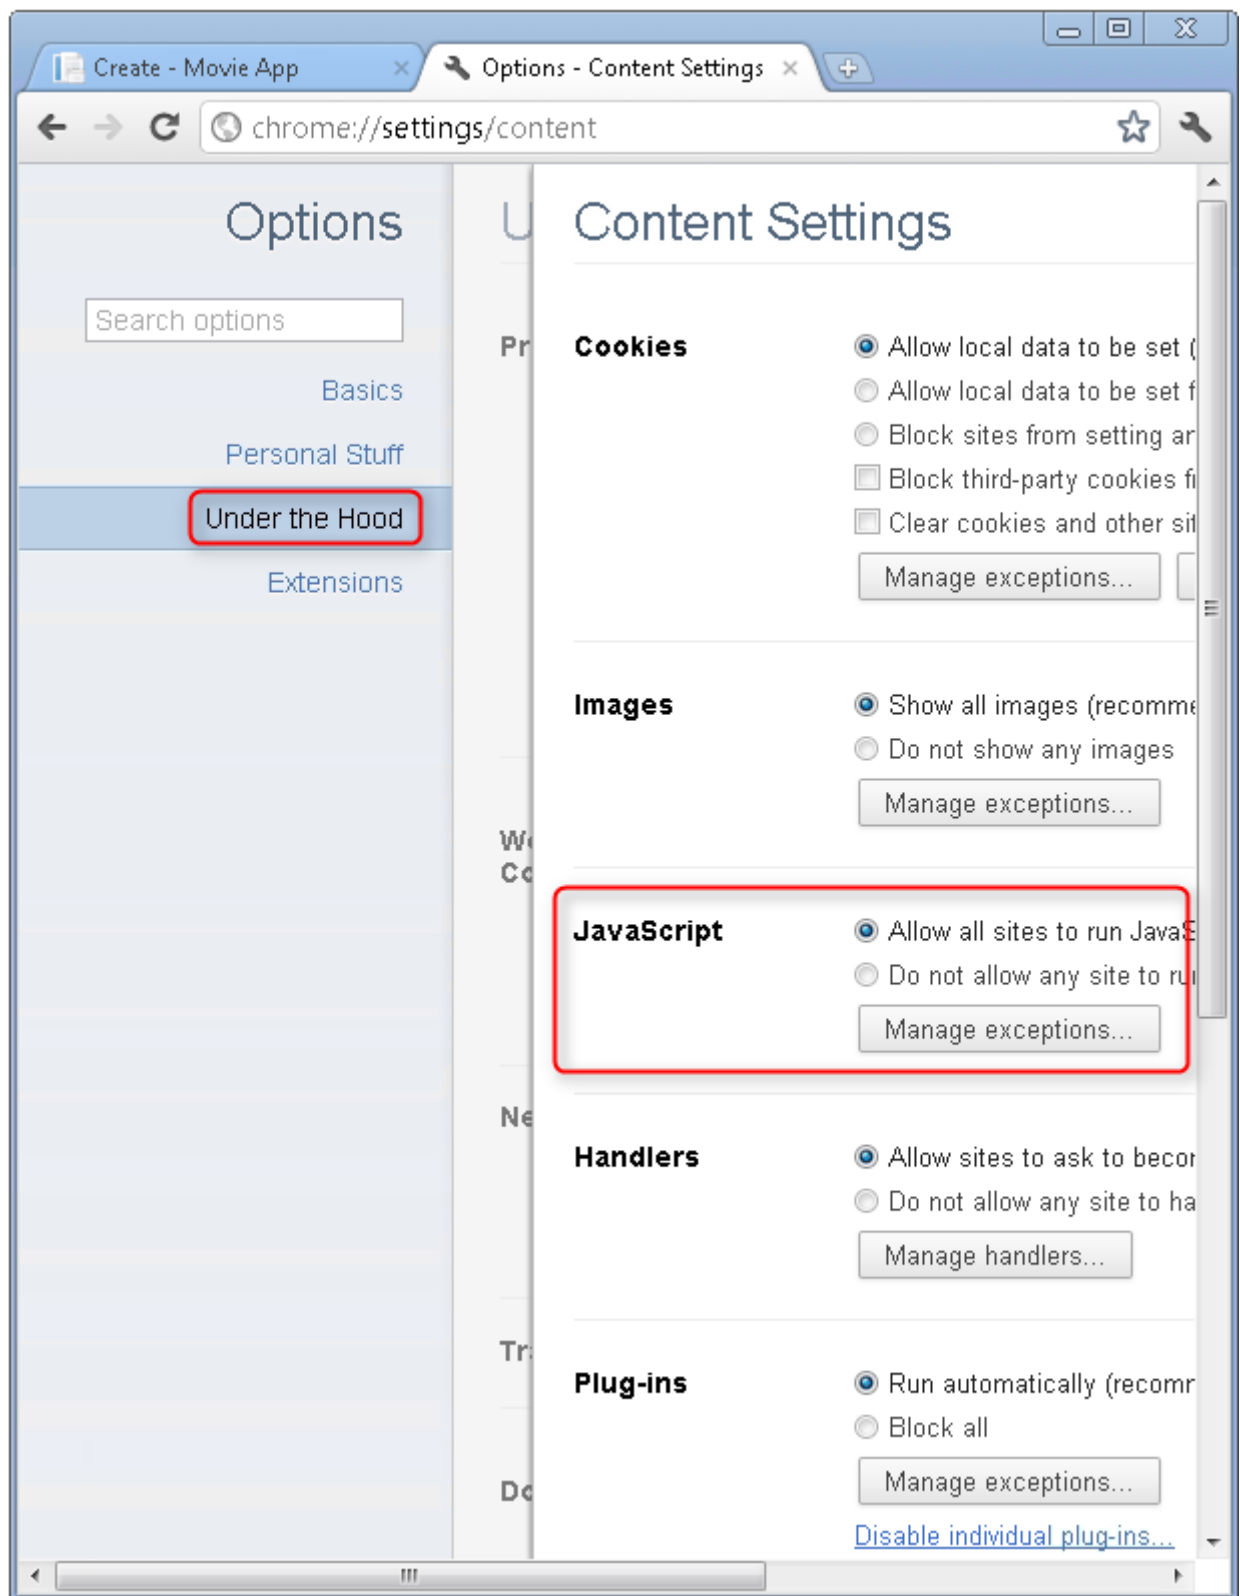 Create - Movie App
Options - Content Settings
chrome://settings/content
Options
Search options
Basics
Personal Stuff
Under the Hood
Extensions
Content Settings
Cookies
Allow local data to be set (
Allow local data to be set f
Block sites from setting
Block third-party cookies
Clear cookies and other
Manage exceptions...
Images
Show all images
Do not show any images
Manage exceptions...
JavaScript
Allow all sites to run
Do not allow any site to
Manage exceptions...
Handlers
Allow sites to ask to
Do not allow any site to
Manage handlers...
Plug-ins
Run automatically
Block all
Manage exceptions...
Disable individual plug-ins...